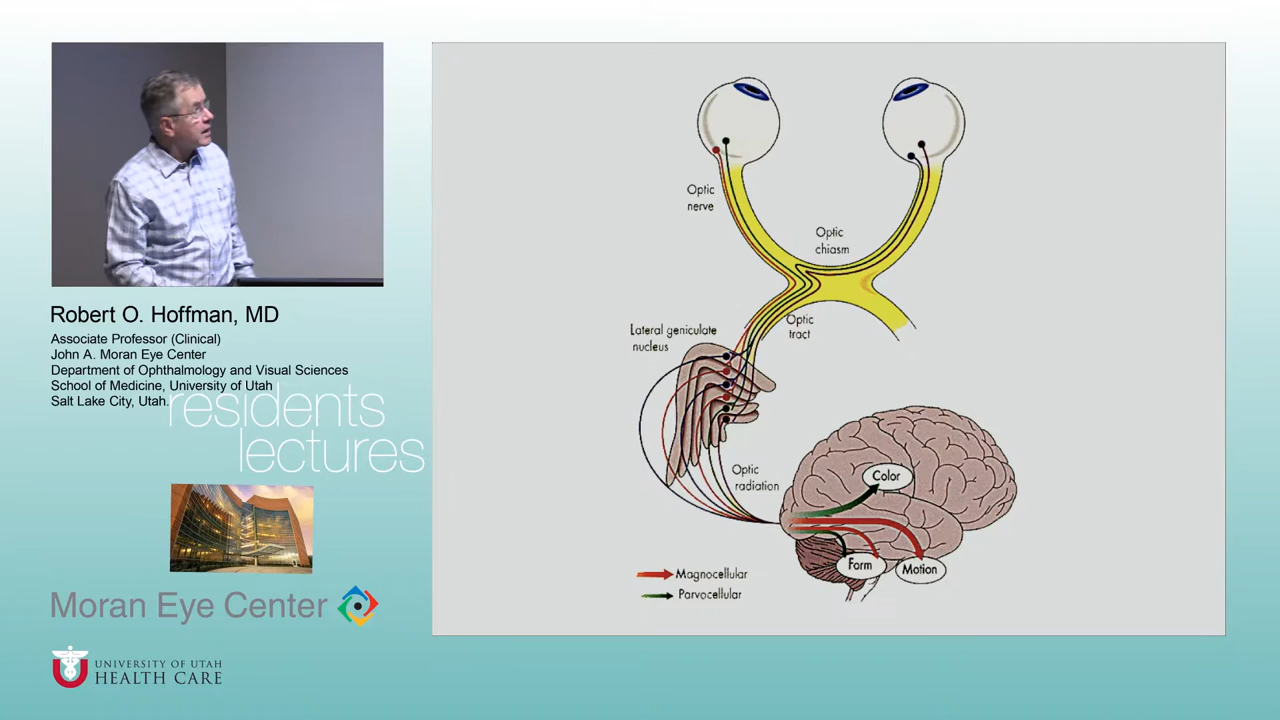 Robert O. Hoffman, MD
Associate Professor (Clinical)
John A. Moran Eye Center
Department of Ophthalmology and Visual Sciences
School of Medicine, University of Utah
Salt Lake City, Utah.
residents
lectures
Moran Eye Center
UNIVERSITY OF UTAH
HEALTH CARE
Optic
nerve
Optic
chiasm
Optic
tract
Lateral geniculate
nucleus
Optic
radiation
Color
Form
Motion
Magnocellular
Parvocellular